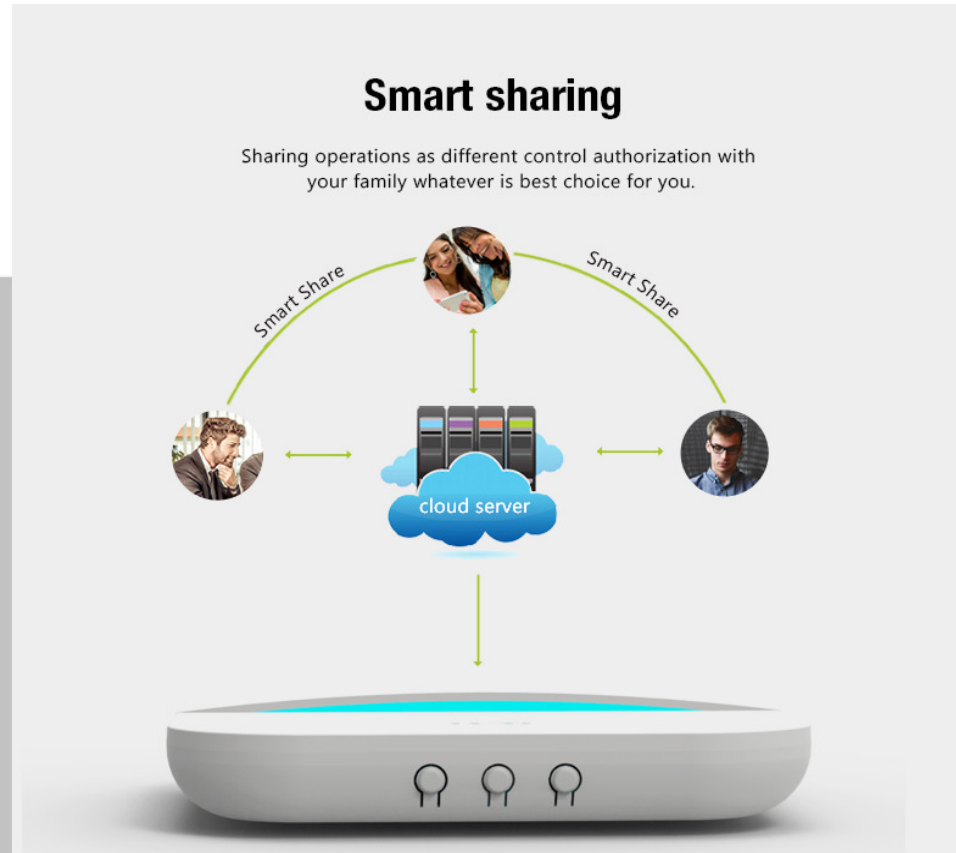 Smart sharing
Sharing operations as different control authorization with
your family whatever is best choice for you.
Smart Share
Smart Share
cloud server